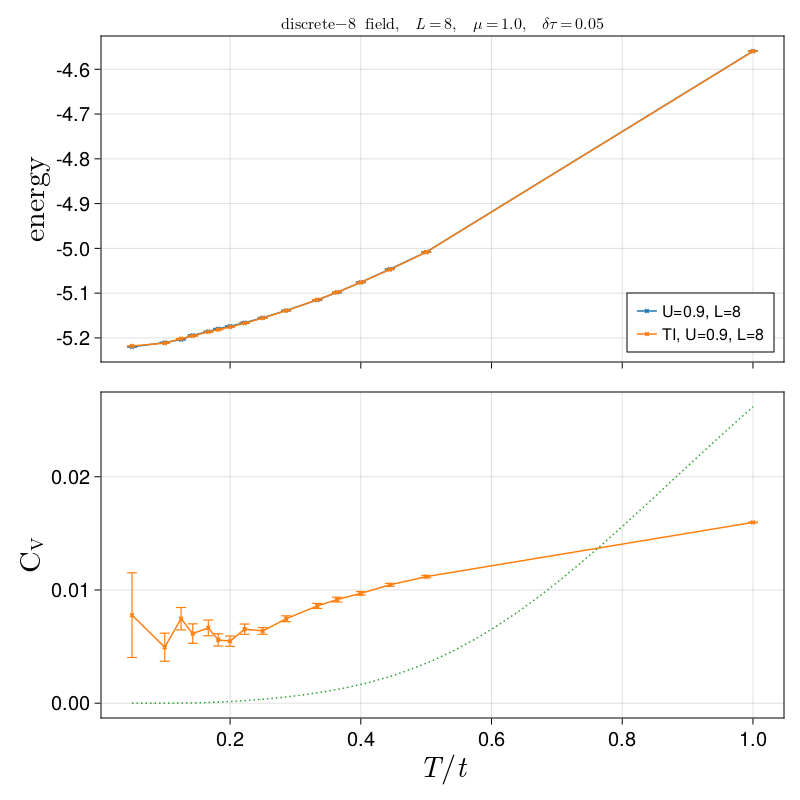 discrete−8 field, L = 8, μ = 1.0, δτ = 0.05
-4.6
-4.7
-4.8
-4.9
-5.0
-5.1
-5.2
energy
U=0.9, L=8
TI, U=0.9, L=8
0.02
0.01
0.00
C_V
0.2 0.4 0.6 0.8 1.0
T/t